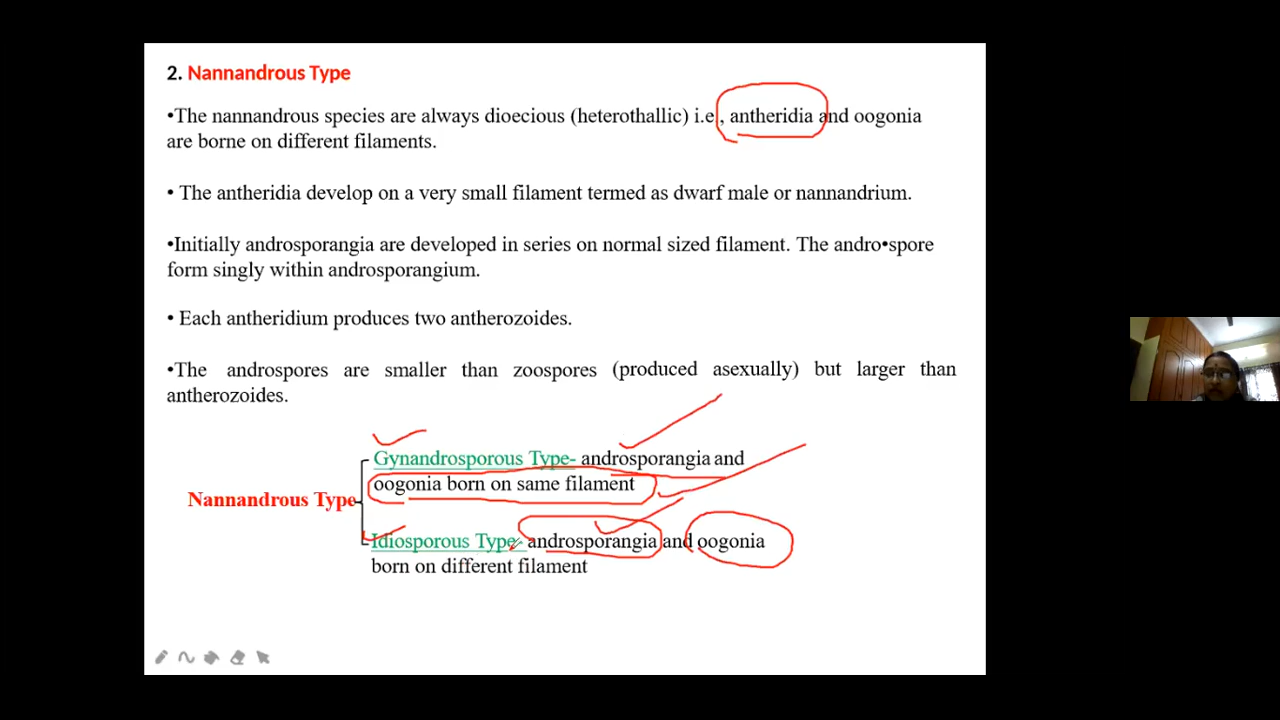 2. Nannandrous Type
•The nannandrous species are always dioecious (heterothallic) i.e., antheridia and oogonia
are borne on different filaments.
• The antheridia develop on a very small filament termed as dwarf male or nannandrium.
•Initially androsporangia are developed in series on normal sized filament. The andro•spore
form singly within androsporangium.
• Each antheridium produces two antherozoides.
•The androspores are smaller than zoospores (produced asexually) but larger than
antherozoides.
Gynandrosporous Type- androsporangia and
oogonia born on same filament
Nannandrous Type
Idiosporous Type- androsporangia and oogonia
born on different filament